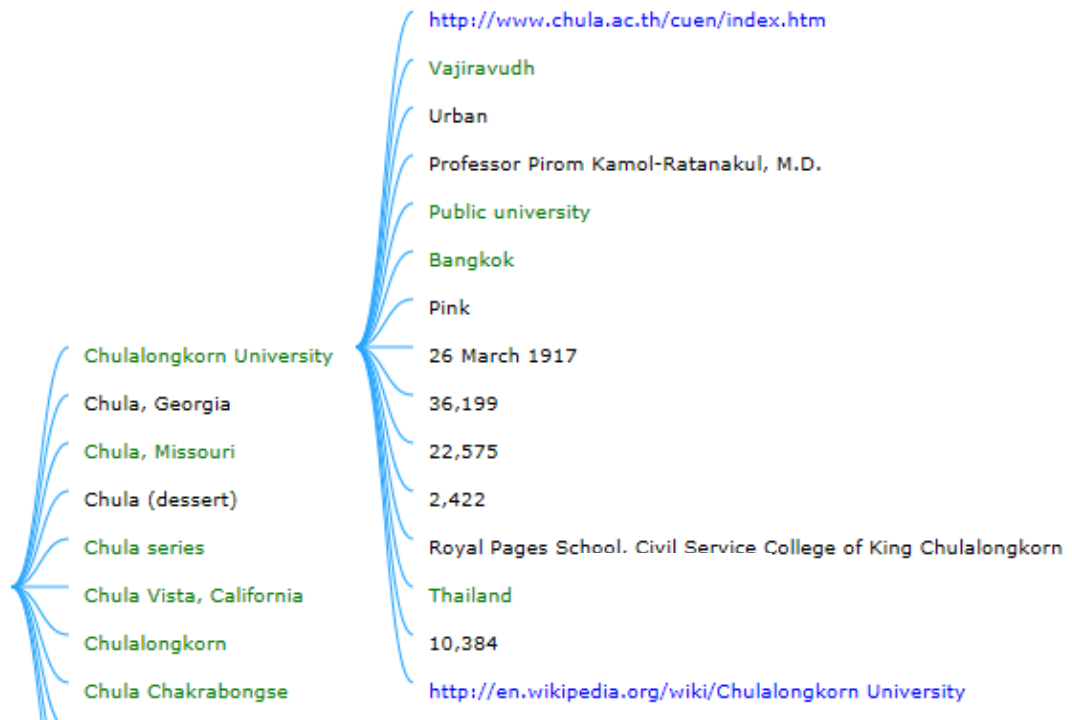 http://www.chula.ac.th/cuen/index.htm
Vajiravudh
Urban
Professor Pirom Kamol-Ratanakul, M.D.
Public university
Bangkok
Pink
Chulalongkorn University
26 March 1917
Chula, Georgia
36,199
Chula, Missouri
22,575
Chula (dessert)
2,422
Chula series
Royal Pages School. Civil Service College of King Chulalongkorn
Chula Vista, California
Thailand
Chulalongkorn
10,384
Chula Chakrabongse
http://en.wikipedia.org/wiki/Chulalongkorn University